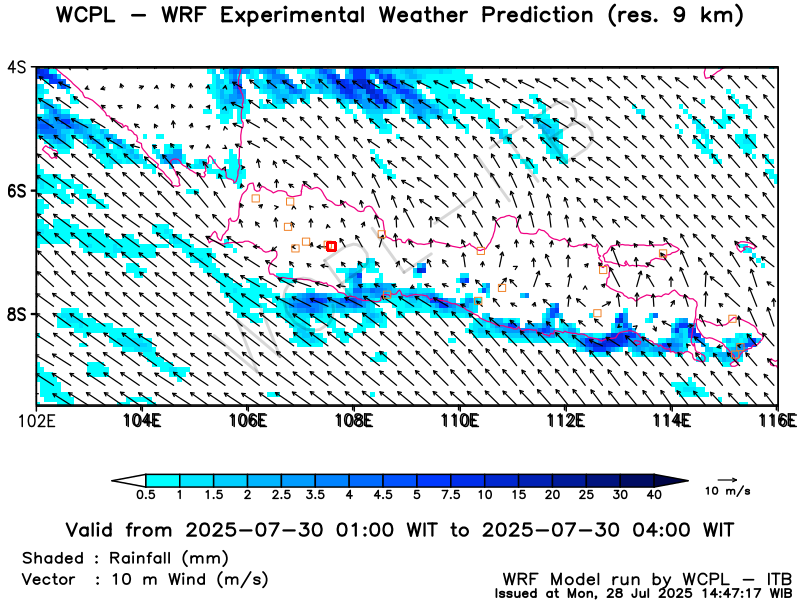 WCPL – WRF Experimental Weather Prediction (res. 9 km)
4S
6S
8S
102E 104E 106E 108E 110E 112E 114E 116E
WCPL-ITB
0.5 1 1.5 2 2.5 3.5 4.5 5 7.5 10 15 20 25 30 40
10 m/s
Valid from 2025-07-30 01:00 WIT to 2025-07-30 04:00 WIT
Shaded : Rainfall (mm)
Vector : 10 m Wind (m/s)
WRF Model run by WCPL – ITB
Issued at Mon, 28 Jul 2025 14:47:17 WIB